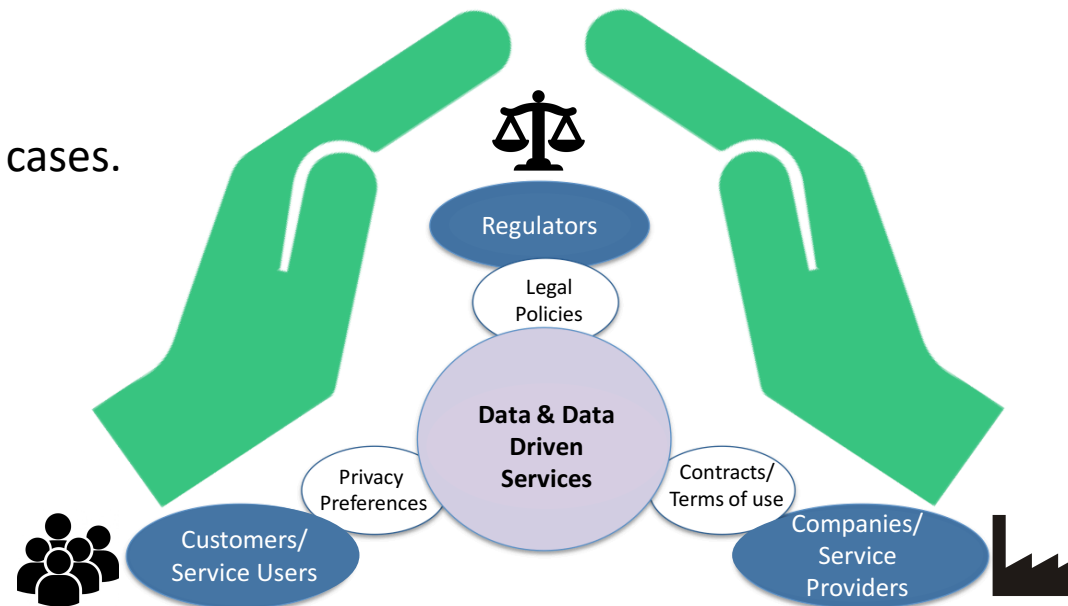 cases.
Regulators
Legal
Policies
Data & Data
Driven
Services
Privacy
Preferences
Contracts/
Terms of use
Customers/
Service Users
Companies/
Service
Providers